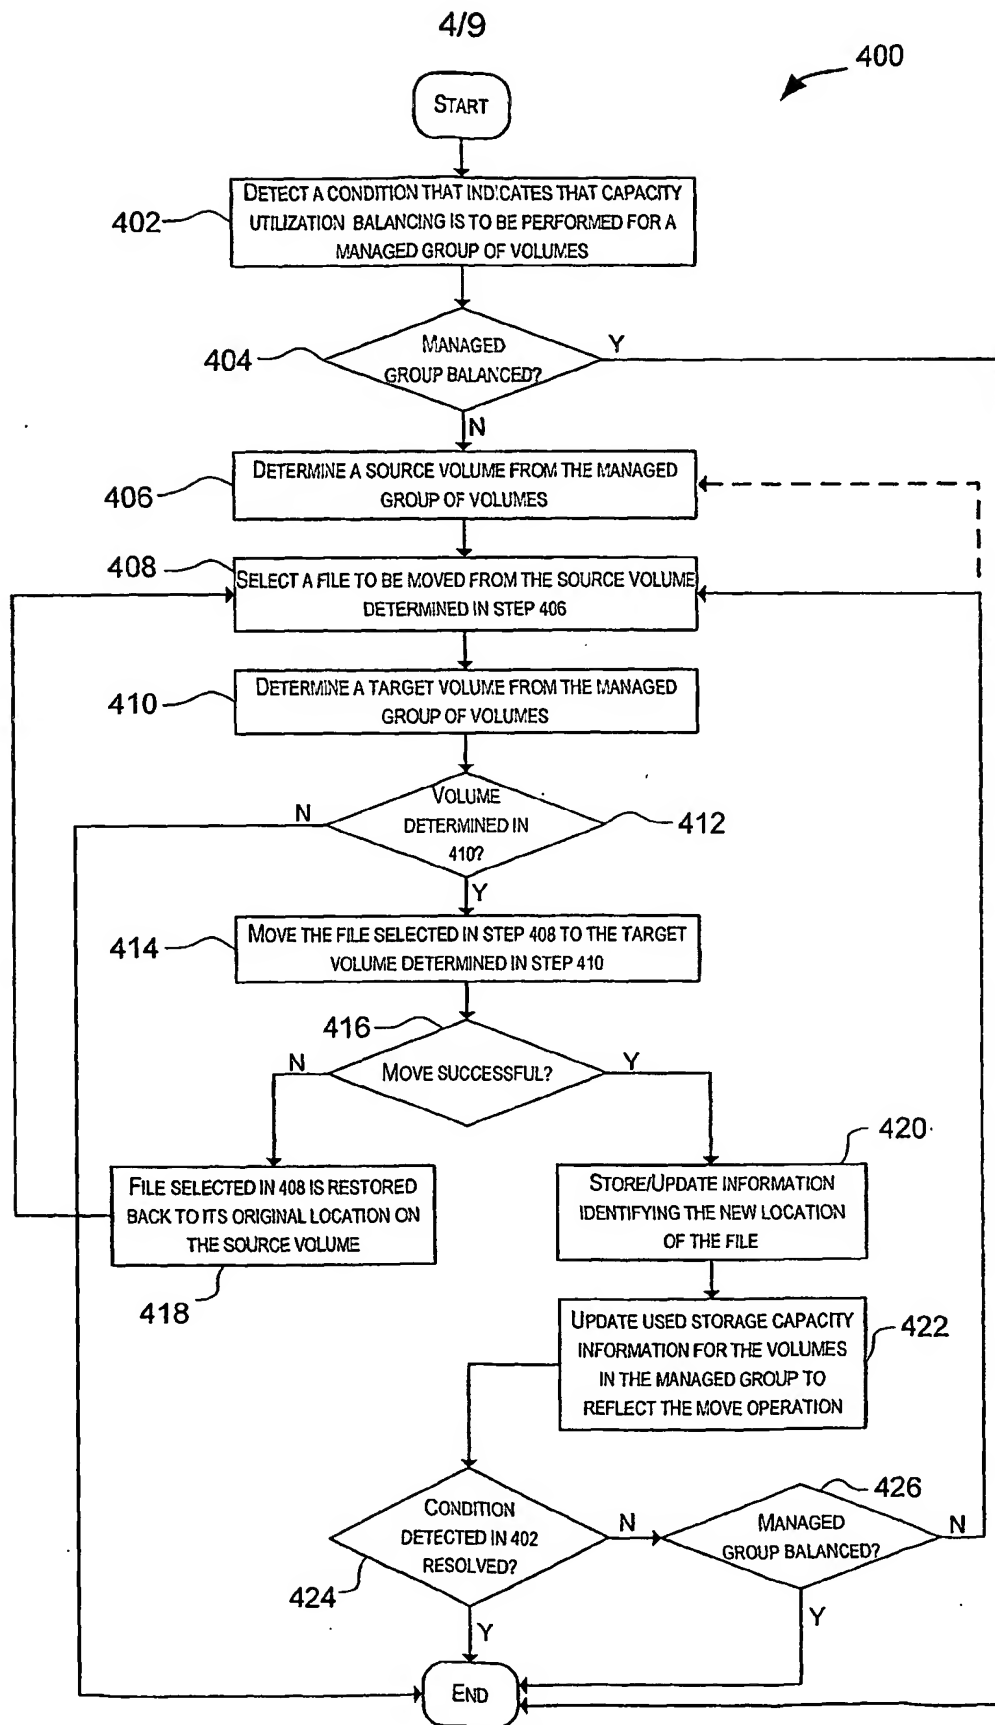 4/9
400
START
402
DETECT A CONDITION THAT INDICATES THAT CAPACITY
UTILIZATION BALANCING IS TO BE PERFORMED FOR A
MANAGED GROUP OF VOLUMES
404
MANAGED
GROUP BALANCED?
Y
N
406
DETERMINE A SOURCE VOLUME FROM THE MANAGED
GROUP OF VOLUMES
408
SELECT A FILE TO BE MOVED FROM THE SOURCE VOLUME
DETERMINED IN STEP 406
410
DETERMINE A TARGET VOLUME FROM THE MANAGED
GROUP OF VOLUMES
N
VOLUME
DETERMINED IN
410?
412
Y
414
MOVE THE FILE SELECTED IN STEP 408 TO THE TARGET
VOLUME DETERMINED IN STEP 410
416
N
MOVE SUCCESSFUL?
Y
FILE SELECTED IN 408 IS RESTORED
BACK TO ITS ORIGINAL LOCATION ON
THE SOURCE VOLUME
418
420
STORE/UPDATE INFORMATION
IDENTIFYING THE NEW LOCATION
OF THE FILE
UPDATE USED STORAGE CAPACITY
INFORMATION FOR THE VOLUMES
IN THE MANAGED GROUP TO
REFLECT THE MOVE OPERATION
422
CONDITION
DETECTED IN 402
RESOLVED?
424
N
426
MANAGED
GROUP BALANCED?
N
Y
Y
END